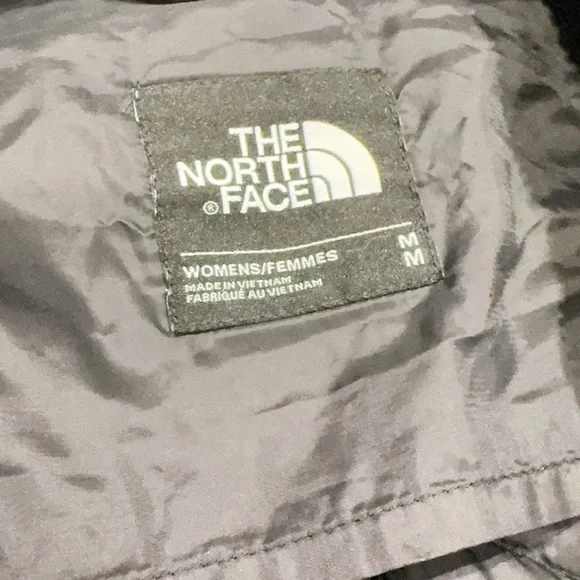 THE
NORTH
® FACE
WOMENS/FEMMES M
MADE IN VIETNAM M
FABRIQUÉ AU VIETNAM